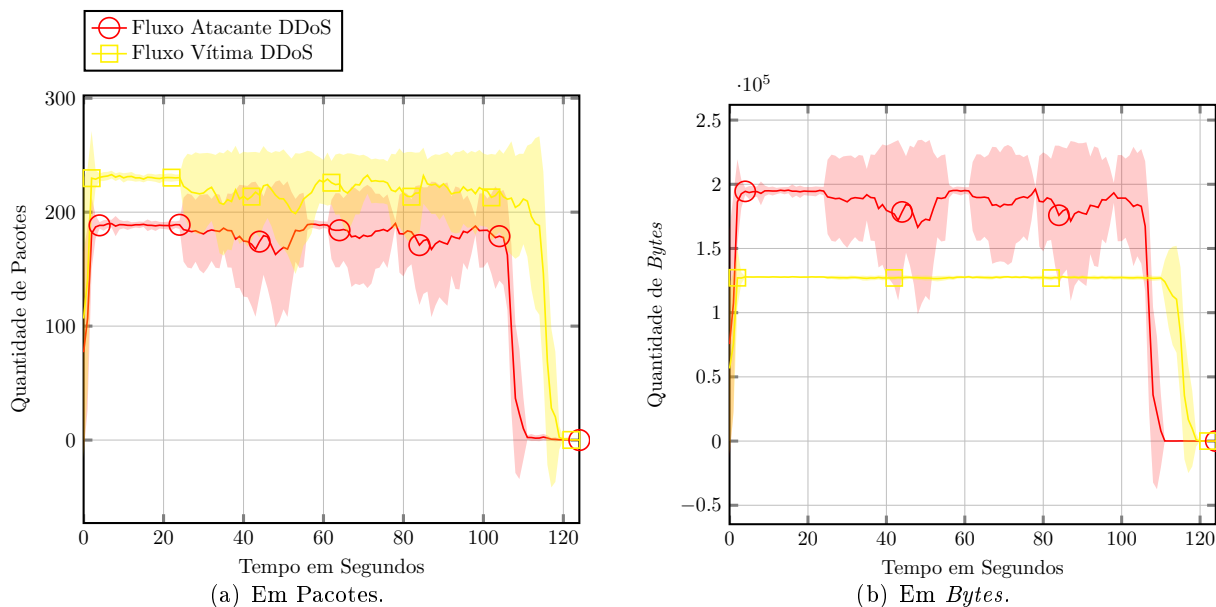 Fluxo Atacante DDoS
Fluxo Vítima DDoS
300
200
100
0
Quantidade de Pacotes
0 20 40 60 80 100 120
Tempo em Segundos
(a) Em Pacotes.
·10⁵
2.5
2
1.5
1
0.5
0
−0.5
Quantidade de Bytes
0 20 40 60 80 100 120
Tempo em Segundos
(b) Em Bytes.